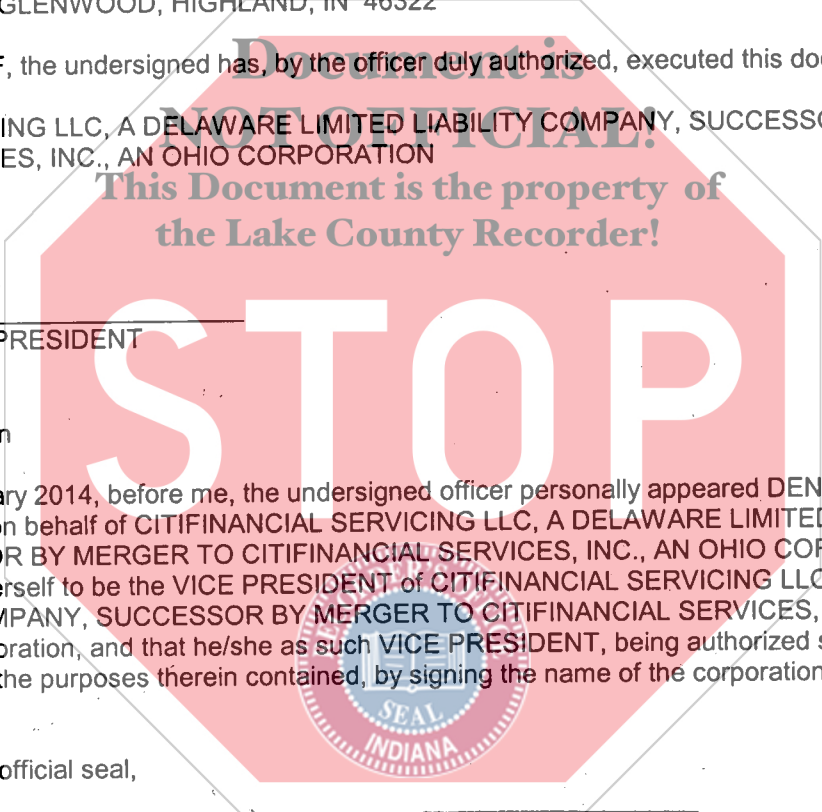 GLENWOOD, HIGHLAND, IN 46322
Document is
F, the undersigned has, by the officer duly authorized, executed this doc
NOT OFFICIAL!
ING LLC, A DELAWARE LIMITED LIABILITY COMPANY, SUCCESSO
ES, INC., AN OHIO CORPORATION
This Document is the property of
the Lake County Recorder!
STOP
PRESIDENT
n
ary 2014, before me, the undersigned officer personally appeared DEN
on behalf of CITIFINANCIAL SERVICING LLC, A DELAWARE LIMITED
OR BY MERGER TO CITIFINANCIAL SERVICES, INC., AN OHIO COR
erself to be the VICE PRESIDENT of CITIFINANCIAL SERVICING LLC
MPANY, SUCCESSOR BY MERGER TO CITIFINANCIAL SERVICES,
oration, and that he/she as such VICE PRESIDENT, being authorized s
the purposes therein contained, by signing the name of the corporation
SEAL
INDIANA
official seal,